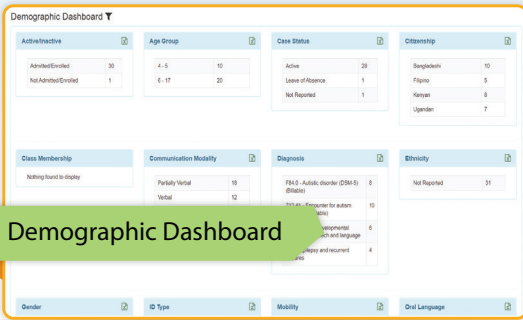 Demographic Dashboard
Active/Inactive
Admitted/Enrolled 30
Not Admitted/Enrolled 1
Age Group
4 - 5 10
6 - 17 20
Case Status
Active 28
Leave of Absence 1
Not Reported 1
Citizenship
Bangladeshi 10
Filipino 5
Kenyan 8
Ugandan 7
Class Membership
Nothing found to display
Communication Modality
Partially Verbal 16
Verbal 12
Diagnosis
F84.0 - Autistic disorder (DSM-5) 6
(Billable)
10
6
4
Ethnicity
Not Reported 31
Demographic Dashboard
Gender
ID Type
Mobility
Oral Language